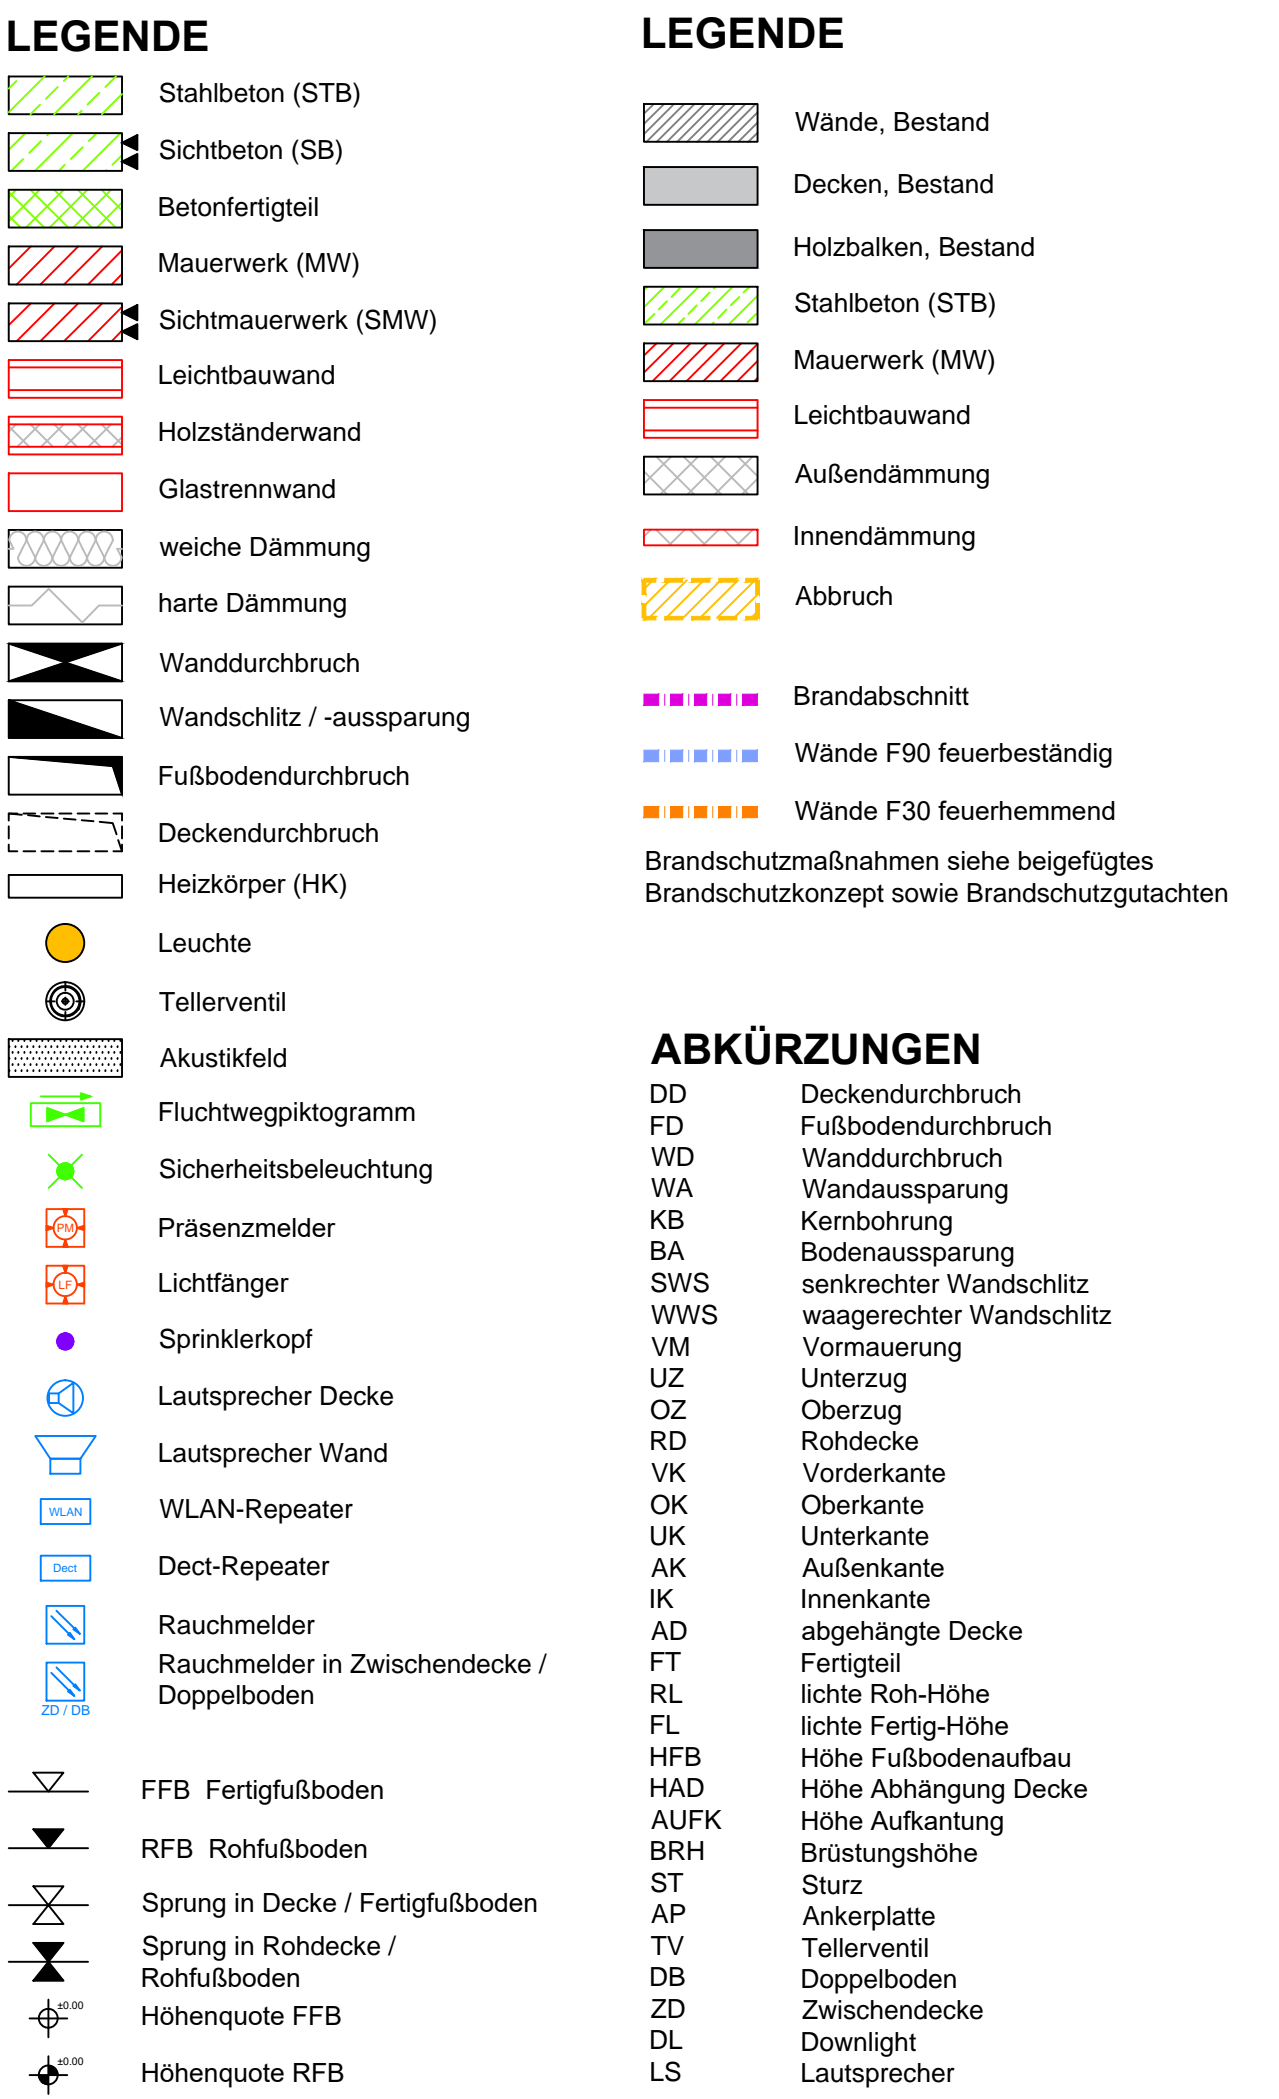 LEGENDE
Stahlbeton (STB)
Sichtbeton (SB)
Betonfertigteil
Mauerwerk (MW)
Sichtmauerwerk (SMW)
Leichtbauwand
Holzständerwand
Glastrennwand
weiche Dämmung
harte Dämmung
Wanddurchbruch
Wandschlitz / -aussparung
Fußbodendurchbruch
Deckendurchbruch
Heizkörper (HK)
Leuchte
Tellerventil
Akustikfeld
Fluchtwegpiktogramm
Sicherheitsbeleuchtung
PM Präsenzmelder
LF Lichtfänger
Sprinklerkopf
Lautsprecher Decke
Lautsprecher Wand
WLAN WLAN-Repeater
Dect Dect-Repeater
Rauchmelder
Rauchmelder in Zwischendecke /
Doppelboden
ZD / DB
FFB Fertigfußboden
RFB Rohfußboden
Sprung in Decke / Fertigfußboden
Sprung in Rohdecke /
Rohfußboden
±0.00 Höhenquote FFB
±0.00 Höhenquote RFB
LEGENDE
Wände, Bestand
Decken, Bestand
Holzbalken, Bestand
Stahlbeton (STB)
Mauerwerk (MW)
Leichtbauwand
Außendämmung
Innendämmung
Abbruch
Brandabschnitt
Wände F90 feuerbeständig
Wände F30 feuerhemmend
Brandschutzmaßnahmen siehe beigefügtes
Brandschutzkonzept sowie Brandschutzgutachten
ABKÜRZUNGEN
DD Deckendurchbruch
FD Fußbodendurchbruch
WD Wanddurchbruch
WA Wandaussparung
KB Kernbohrung
BA Bodenaussparung
SWS senkrechter Wandschlitz
WWS waagerechter Wandschlitz
VM Vormauerung
UZ Unterzug
OZ Oberzug
RD Rohdecke
VK Vorderkante
OK Oberkante
UK Unterkante
AK Außenkante
IK Innenkante
AD abgehängte Decke
FT Fertigteil
RL lichte Roh-Höhe
FL lichte Fertig-Höhe
HFB Höhe Fußbodenaufbau
HAD Höhe Abhängung Decke
AUFK Höhe Aufkantung
BRH Brüstungshöhe
ST Sturz
AP Ankerplatte
TV Tellerventil
DB Doppelboden
ZD Zwischendecke
DL Downlight
LS Lautsprecher